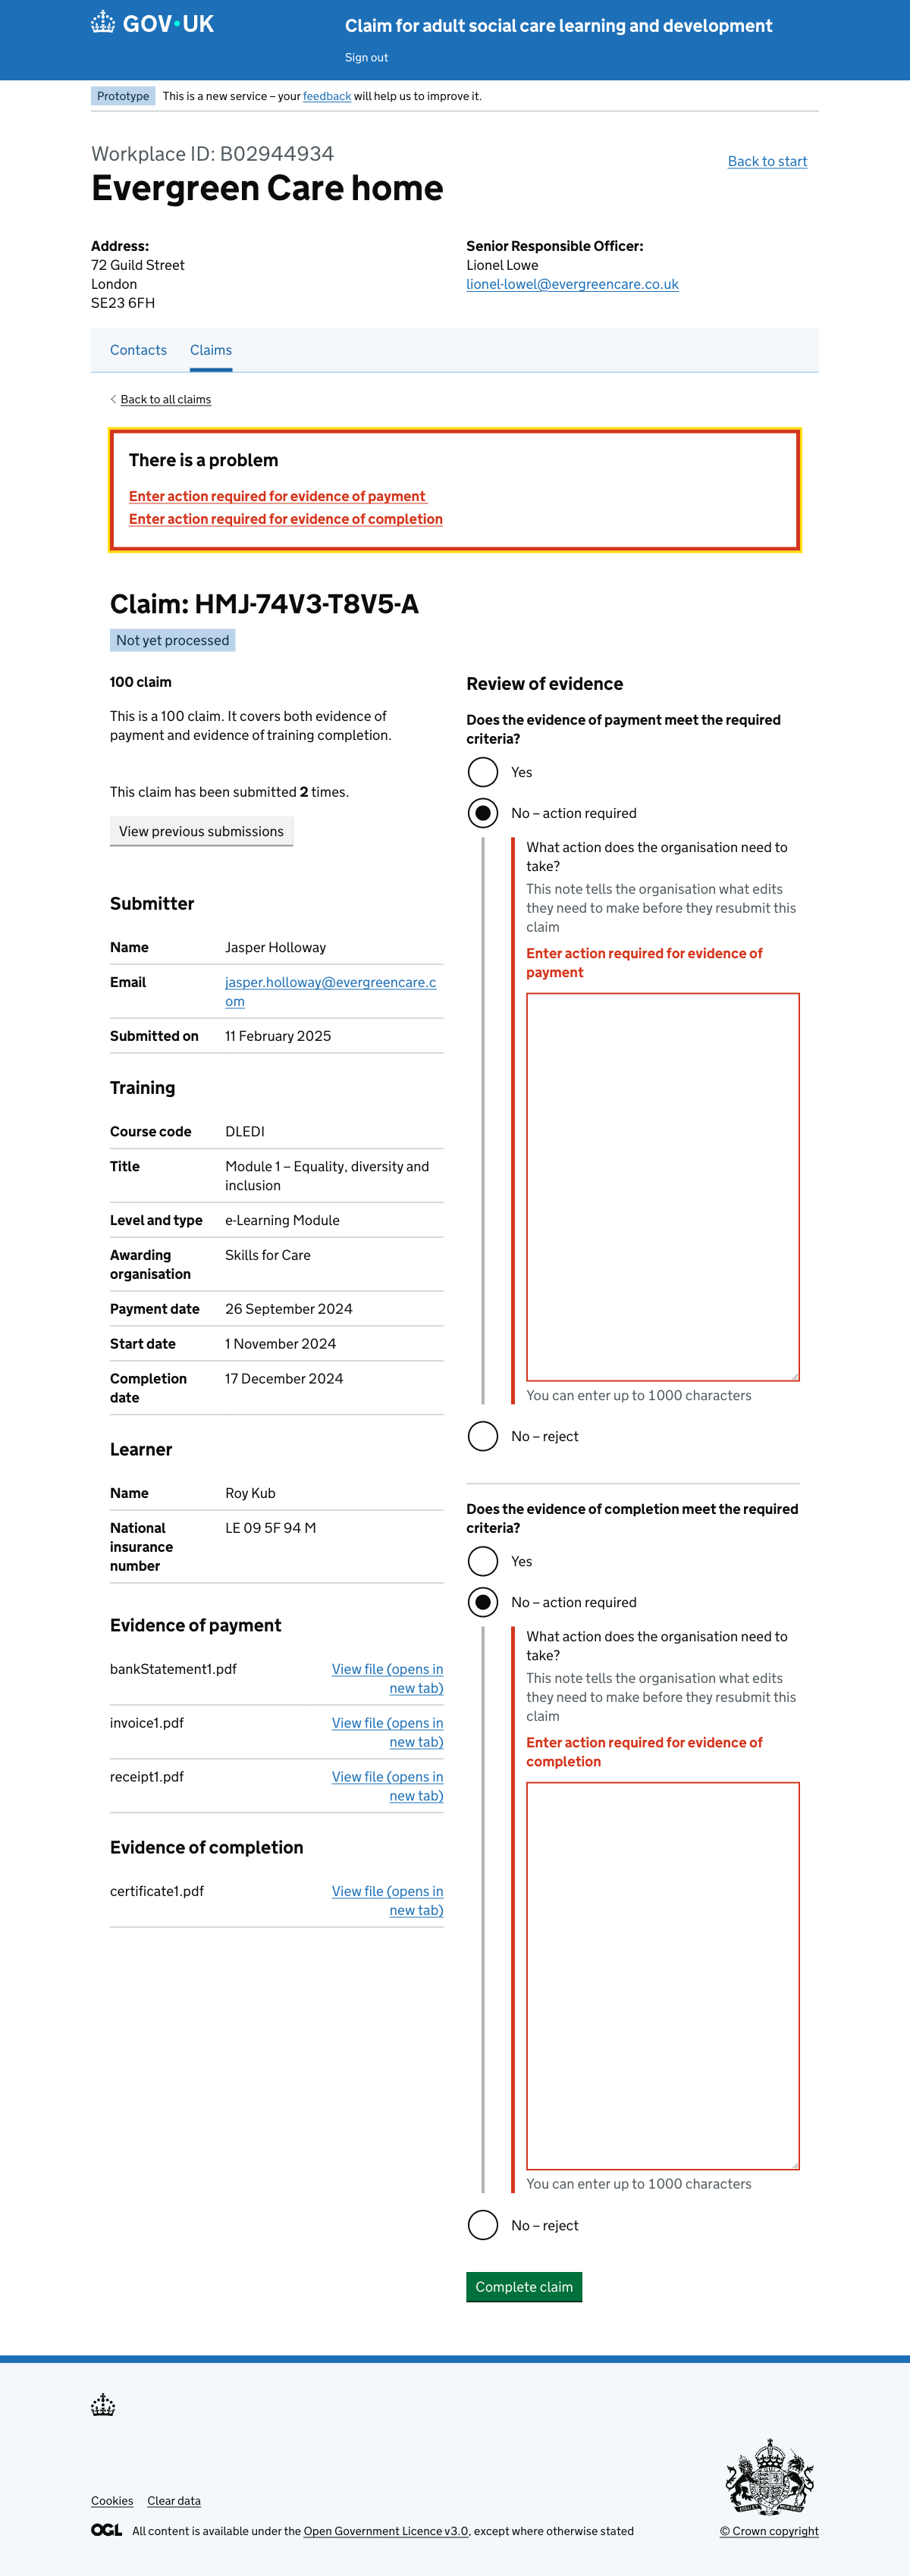 GOV·UK
Claim for adult social care learning and development
Sign out
Prototype
This is a new service – your feedback will help us to improve it.
Workplace ID: B02944934
Evergreen Care home
Back to start
Address:
72 Guild Street
London
SE23 6FH
Senior Responsible Officer:
Lionel Lowe
lionel-lowel@evergreencare.co.uk
Contacts
Claims
Back to all claims
There is a problem
Enter action required for evidence of payment
Enter action required for evidence of completion
Claim: HMJ-74V3-T8V5-A
Not yet processed
100 claim
This is a 100 claim. It covers both evidence of
payment and evidence of training completion.
This claim has been submitted 2 times.
View previous submissions
Submitter
Name Jasper Holloway
Email jasper.holloway@evergreencare.c
om
Submitted on 11 February 2025
Training
Course code DLEDI
Title Module 1 – Equality, diversity and
inclusion
Level and type e-Learning Module
Awarding Skills for Care
organisation
Payment date 26 September 2024
Start date 1 November 2024
Completion 17 December 2024
date
Learner
Name Roy Kub
National LE 09 5F 94 M
insurance
number
Evidence of payment
bankStatement1.pdf View file (opens in
new tab)
invoice1.pdf View file (opens in
new tab)
receipt1.pdf View file (opens in
new tab)
Evidence of completion
certificate1.pdf View file (opens in
new tab)
Review of evidence
Does the evidence of payment meet the required
criteria?
Yes
No – action required
What action does the organisation need to
take?
This note tells the organisation what edits
they need to make before they resubmit this
claim
Enter action required for evidence of
payment
You can enter up to 1000 characters
No – reject
Does the evidence of completion meet the required
criteria?
Yes
No – action required
What action does the organisation need to
take?
This note tells the organisation what edits
they need to make before they resubmit this
claim
Enter action required for evidence of
completion
You can enter up to 1000 characters
No – reject
Complete claim
Cookies
Clear data
OGL
All content is available under the Open Government Licence v3.0, except where otherwise stated
© Crown copyright